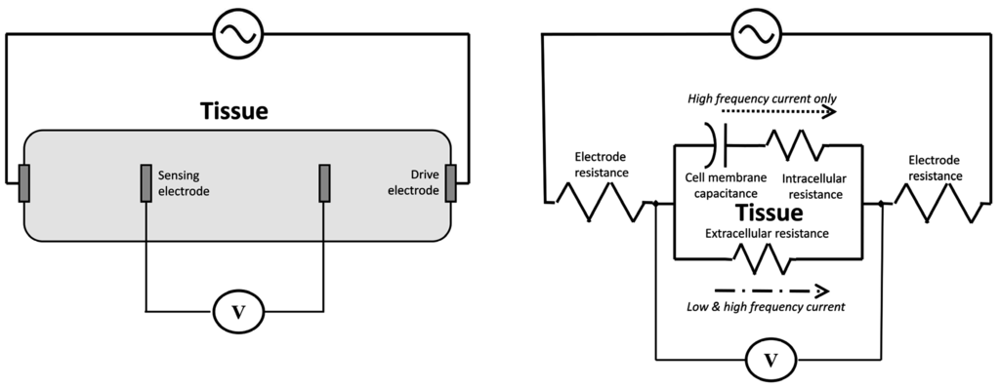 Tissue
Sensing
electrode
Drive
electrode
V
High frequency current only
Electrode
resistance
Electrode
resistance
Cell membrane
capacitance
Intracellular
resistance
Tissue
Extracellular resistance
Low & high frequency current
V